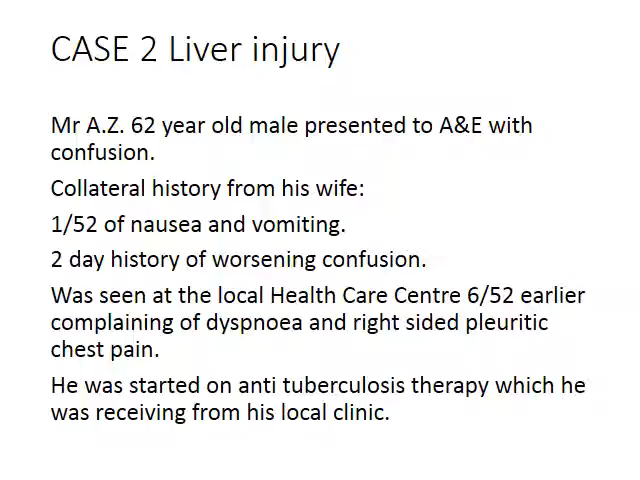 CASE 2 Liver injury
Mr A.Z. 62 year old male presented to A&E with
confusion.
Collateral history from his wife:
1/52 of nausea and vomiting.
2 day history of worsening confusion.
Was seen at the local Health Care Centre 6/52 earlier
complaining of dyspnoea and right sided pleuritic
chest pain.
He was started on anti tuberculosis therapy which he
was receiving from his local clinic.